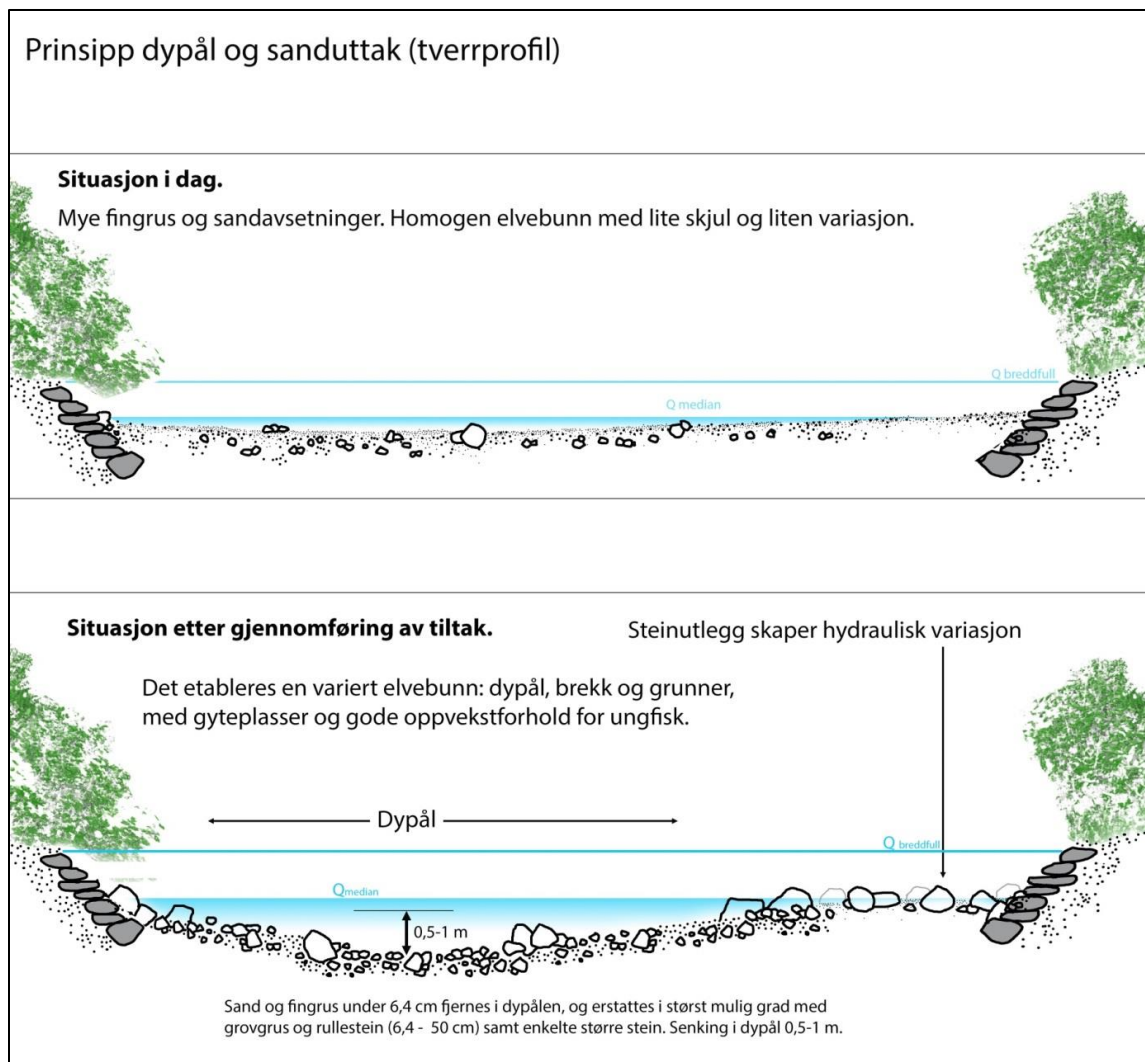 Prinsipp dypål og sanduttak (tverrprofil)
Situasjon i dag.
Mye fingrus og sandavsetninger. Homogen elvebunn med lite skjul og liten variasjon.
Q breddfull
Q median
Situasjon etter gjennomføring av tiltak.
Steinutlegg skaper hydraulisk variasjon
Det etableres en variert elvebunn: dypål, brekk og grunner,
med gyteplasser og gode oppvekstforhold for ungfisk.
Dypål
Q breddfull
Qmedian
0,5-1 m
Sand og fingrus under 6,4 cm fjernes i dypålen, og erstattes i størst mulig grad med
grovgrus og rullestein (6,4 - 50 cm) samt enkelte større stein. Senking i dypål 0,5-1 m.